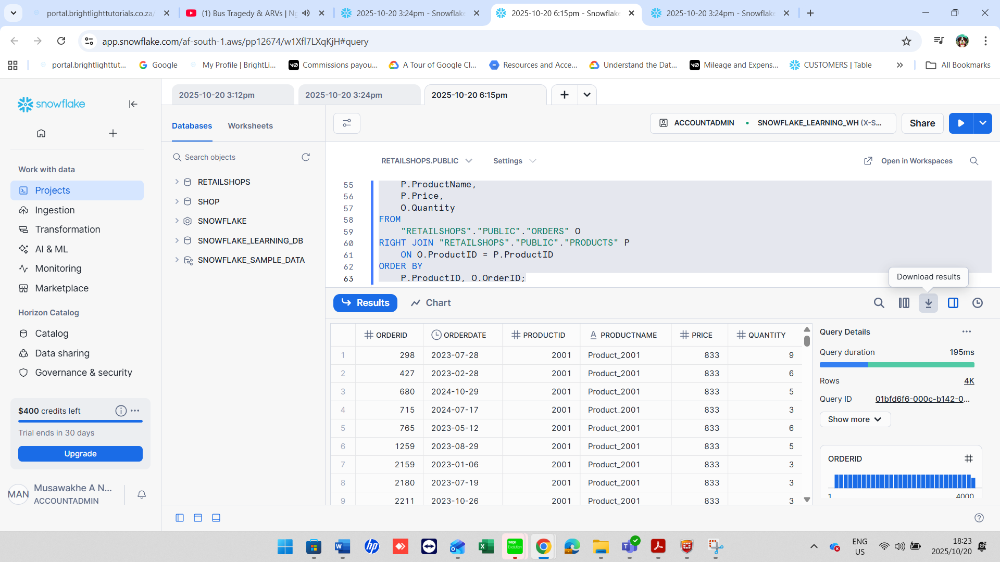 portal.brightlighttutorials.co.za/
(1) Bus Tragedy & ARVs | Ng
2025-10-20 3:24pm - Snowflake
2025-10-20 6:15pm - Snowflake
2025-10-20 3:24pm - Snowflake
app.snowflake.com/af-south-1.aws/pp12674/w1Xfl7LXqKjH#query
portal.brightlighttut...
Google
My Profile | BrightLi...
Commissions payou...
A Tour of Google Cl...
Resources and Acce...
Understand the Dat...
Mileage and Expens...
CUSTOMERS | Table
All Bookmarks
snowflake
2025-10-20 3:12pm
2025-10-20 3:24pm
2025-10-20 6:15pm
Databases
Worksheets
ACCOUNTADMIN
SNOWFLAKE_LEARNING_WH (X-S...
Share
Search objects
RETAILSHOPS
SHOP
SNOWFLAKE
SNOWFLAKE_LEARNING_DB
SNOWFLAKE_SAMPLE_DATA
Work with data
Projects
Ingestion
Transformation
AI & ML
Monitoring
Marketplace
Horizon Catalog
Catalog
Data sharing
Governance & security
$400 credits left
Trial ends in 30 days
Upgrade
MAN
Musawakhe A N...
ACCOUNTADMIN
RETAILSHOPS.PUBLIC
Settings
Open in Workspaces
55 P.ProductName,
56 P.Price,
57 O.Quantity
58 FROM
59 "RETAILSHOPS"."PUBLIC"."ORDERS" O
60 RIGHT JOIN "RETAILSHOPS"."PUBLIC"."PRODUCTS" P
61 ON O.ProductID = P.ProductID
62 ORDER BY
63 P.ProductID, O.OrderID;
Download results
Results
Chart
ORDERID ORDERDATE PRODUCTID PRODUCTNAME PRICE QUANTITY
1 298 2023-07-28 2001 Product_2001 833 9
2 427 2023-02-28 2001 Product_2001 833 6
3 680 2024-10-29 2001 Product_2001 833 5
4 715 2024-07-17 2001 Product_2001 833 3
5 765 2023-05-12 2001 Product_2001 833 6
6 1259 2023-08-29 2001 Product_2001 833 5
7 2159 2023-01-06 2001 Product_2001 833 3
8 2180 2023-07-19 2001 Product_2001 833 3
9 2211 2023-10-26 2001 Product_2001 833 3
Query Details
Query duration 195ms
Rows 4K
Query ID 01bfd6f6-000c-b142-0...
Show more
ORDERID
1 4000
sage
Evolution
ENG
US
18:23
2025/10/20